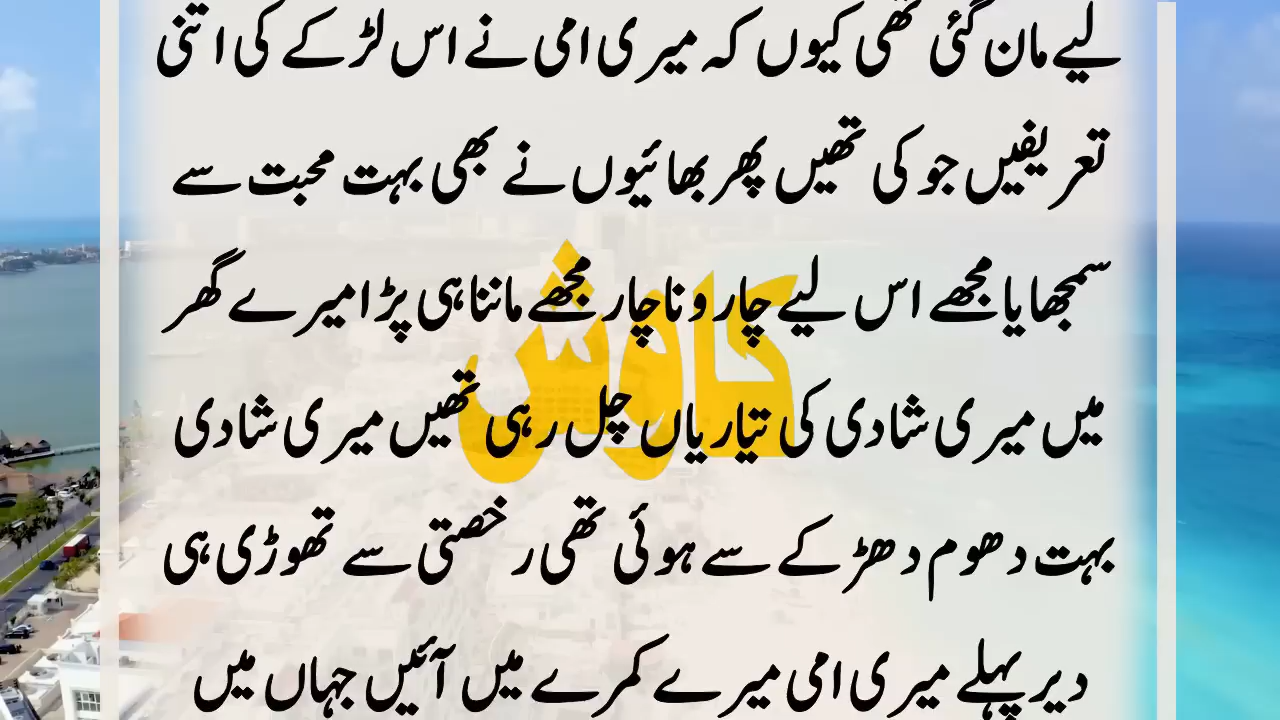 لیے مان گئی تھی کیوں کہ میری امی نے اس لڑکے کی اتنی
تعریفیں جو کی تھیں پھر بھائیوں نے بھی بہت محبت سے
سمجھایا مجھے اس لیے چار و ناچار مجھے ماننا ہی پڑا میرے گھر
میں میری شادی کی تیاریاں چل رہی تھیں میری شادی
بہت دھوم دھڑکے سے ہوئی تھی رخصتی سے تھوڑی ہی
دیر پہلے میری امی میرے کمرے میں آئیں جہاں میں
کاوش